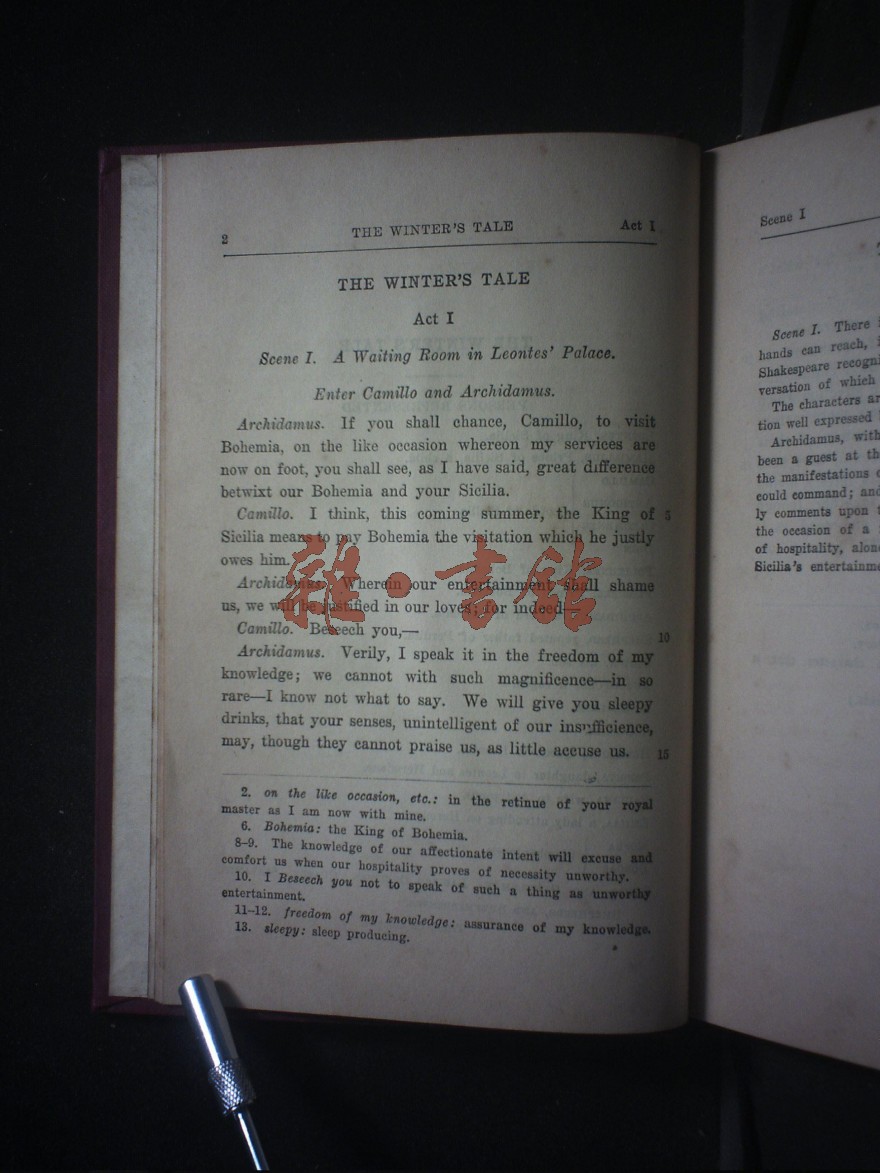 2 THE WINTER'S TALE Act I
THE WINTER'S TALE
Act I
Scene I. A Waiting Room in Leontes' Palace.
Enter Camillo and Archidamus.
Archidamus. If you shall chance, Camillo, to visit
Bohemia, on the like occasion whereon my services are
now on foot, you shall see, as I have said, great difference
betwixt our Bohemia and your Sicilia.
Camillo. I think, this coming summer, the King of 5
Sicilia means to pay Bohemia the visitation which he justly
owes him.
Archidamus. Wherein our entertainment shall shame
us, we will be justified in our loves; for indeed—
Camillo. Beseech you,— 10
Archidamus. Verily, I speak it in the freedom of my
knowledge; we cannot with such magnificence—in so
rare—I know not what to say. We will give you sleepy
drinks, that your senses, unintelligent of our insufficience,
may, though they cannot praise us, as little accuse us. 15
2. on the like occasion, etc.: in the retinue of your royal
master as I am now with mine.
6. Bohemia: the King of Bohemia.
8-9. The knowledge of our affectionate intent will excuse and
comfort us when our hospitality proves of necessity unworthy.
10. I Beseech you not to speak of such a thing as unworthy
entertainment.
11-12. freedom of my knowledge: assurance of my knowledge.
13. sleepy: sleep producing.
雜·書館
Scene I
Scene I. There
hands can reach,
Shakespeare
versation of which
The characters
tion well expressed
Archidamus, with
been a guest at
the manifestations
could command; and
ly comments upon
the occasion of a
of hospitality,
Sicilia's